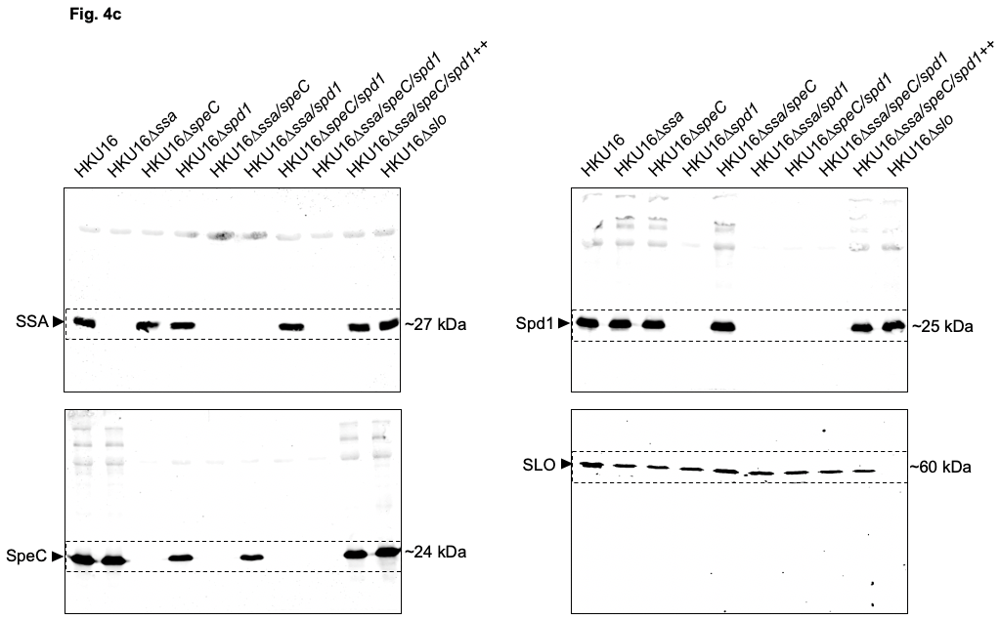 Fig. 4c
HKU16
HKU16Δssa
HKU16ΔspeC
HKU16Δspd1
HKU16Δssa/speC
HKU16Δssa/spd1
HKU16ΔspeC/spd1
HKU16Δssa/speC/spd1
HKU16Δssa/speC/spd1++
HKU16Δslo
HKU16
HKU16Δssa
HKU16ΔspeC
HKU16Δspd1
HKU16Δssa/speC
HKU16Δssa/spd1
HKU16ΔspeC/spd1
HKU16Δssa/speC/spd1
HKU16Δssa/speC/spd1++
HKU16Δslo
SSA
~27 kDa
Spd1
~25 kDa
SpeC
~24 kDa
SLO
~60 kDa